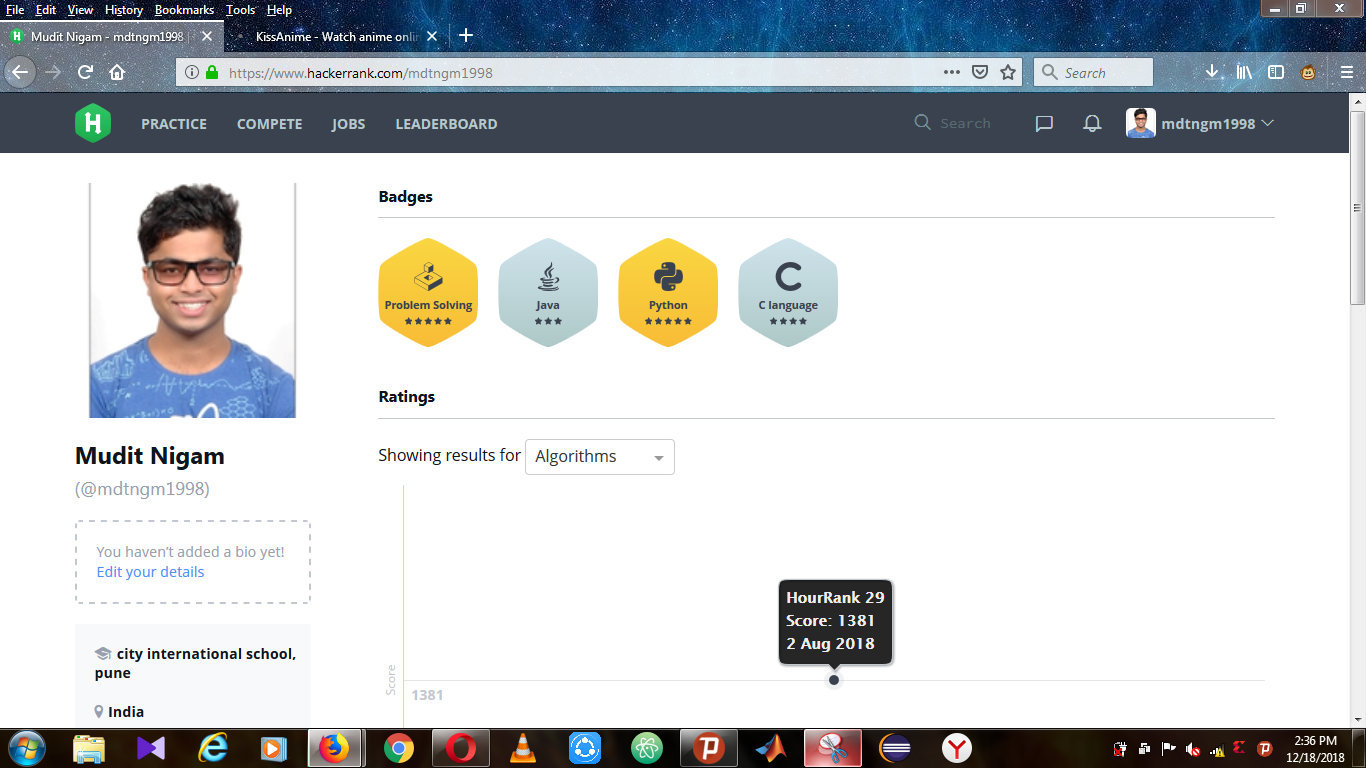 File Edit View History Bookmarks Tools Help
Mudit Nigam - mdtngm1998 |
KissAnime - Watch anime onlin
https://www.hackerrank.com/mdtngm1998
Search
PRACTICE COMPETE JOBS LEADERBOARD
Search
mdtngm1998
Badges
Problem Solving
Java
Python
C language
Ratings
Showing results for Algorithms
Mudit Nigam
(@mdtngm1998)
You haven't added a bio yet!
Edit your details
city international school,
pune
India
HourRank 29
Score: 1381
2 Aug 2018
Score
1381
2:36 PM
12/18/2018